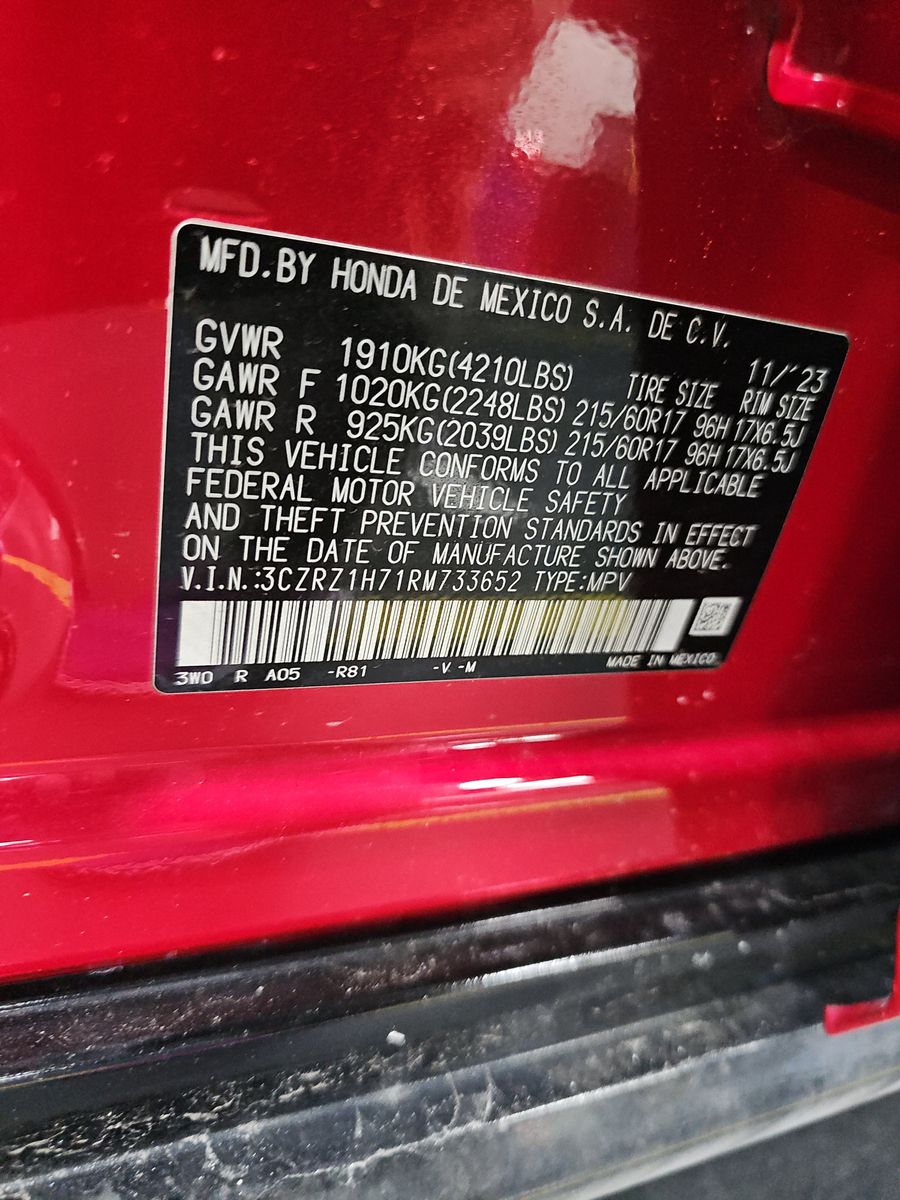 MFD.BY HONDA DE MEXICO S.A. DE C.V.
11/'23
GVWR 1910KG(4210LBS) TIRE SIZE RIM SIZE
GAWR F 1020KG(2248LBS) 215/60R17 96H 17X6.5J
GAWR R 925KG(2039LBS) 215/60R17 96H 17X6.5J
THIS VEHICLE CONFORMS TO ALL APPLICABLE
FEDERAL MOTOR VEHICLE SAFETY
AND THEFT PREVENTION STANDARDS IN EFFECT
ON THE DATE OF MANUFACTURE SHOWN ABOVE.
V.I.N.:3CZRZ1H71RM733652 TYPE:MPV
3W0 R A05 -R81 -V -M MADE IN MEXICO